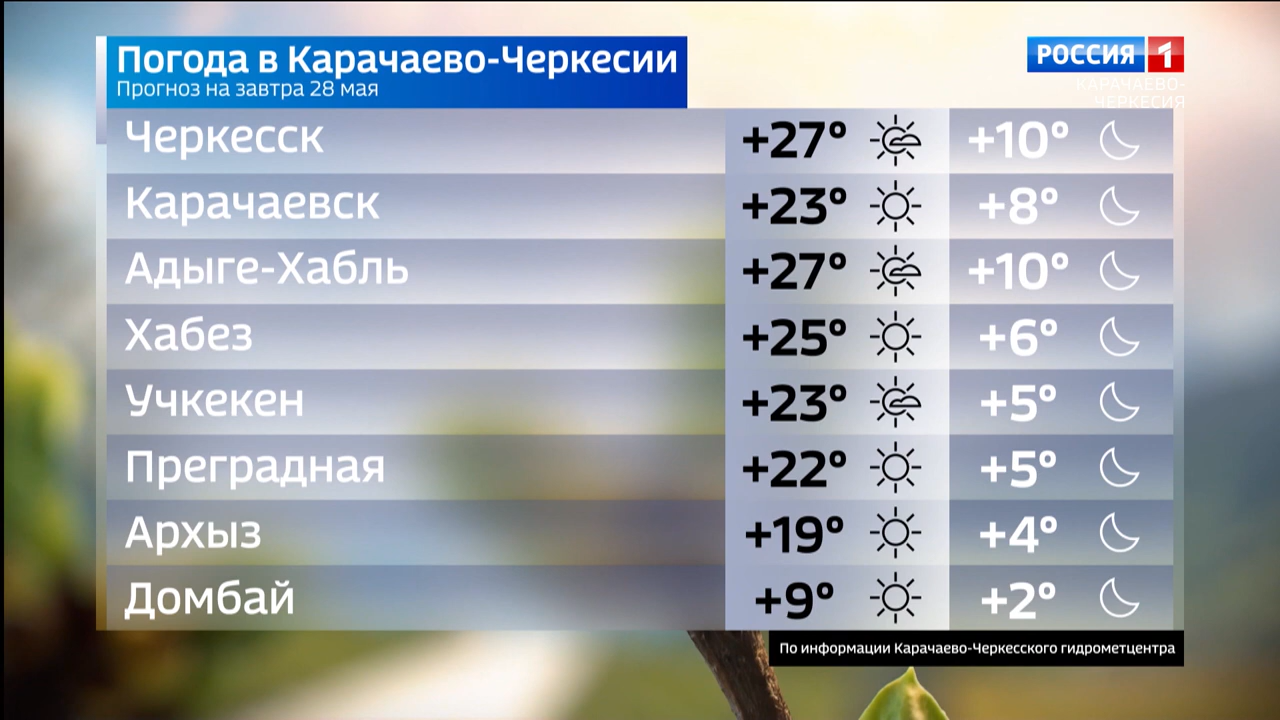 Погода в Карачаево-Черкесии
Прогноз на завтра 28 мая
РОССИЯ 1
КАРАЧАЕВО-
ЧЕРКЕСИЯ
Черкесск +27° +10°
Карачаевск +23° +8°
Адыге-Хабль +27° +10°
Хабез +25° +6°
Учкекен +23° +5°
Преградная +22° +5°
Архыз +19° +4°
Домбай +9° +2°
По информации Карачаево-Черкесского гидрометцентра